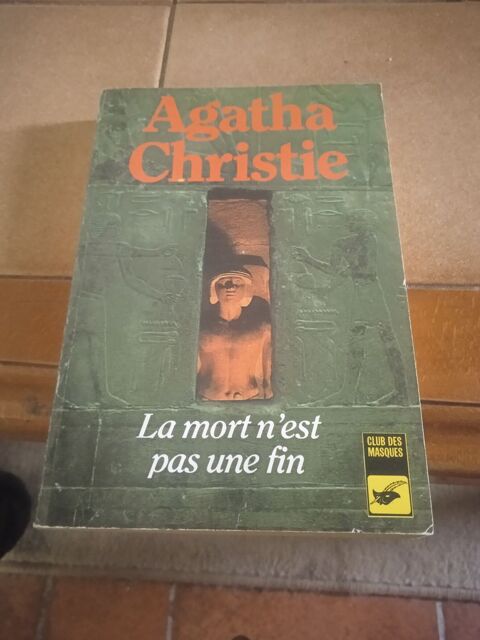 Agatha
Christie
La mort n'est
pas une fin
CLUB DES
MASQUES